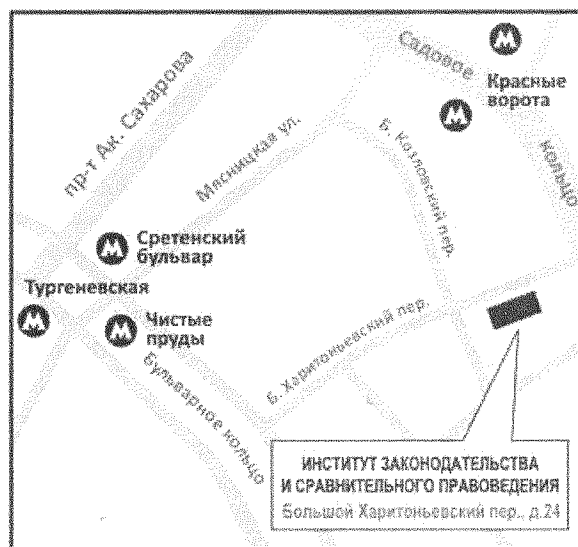 Садовое
Красные
ворота
кольцо
пр-т Ак. Сахарова
Мясницкая ул.
Б. Козловский пер.
Сретенский
бульвар
Тургеневская
Чистые
пруды
Б. Харитоньевский пер.
Бульварное кольцо
ИНСТИТУТ ЗАКОНОДАТЕЛЬСТВА
И СРАВНИТЕЛЬНОГО ПРАВОВЕДЕНИЯ
Большой Харитоньевский пер., д.24